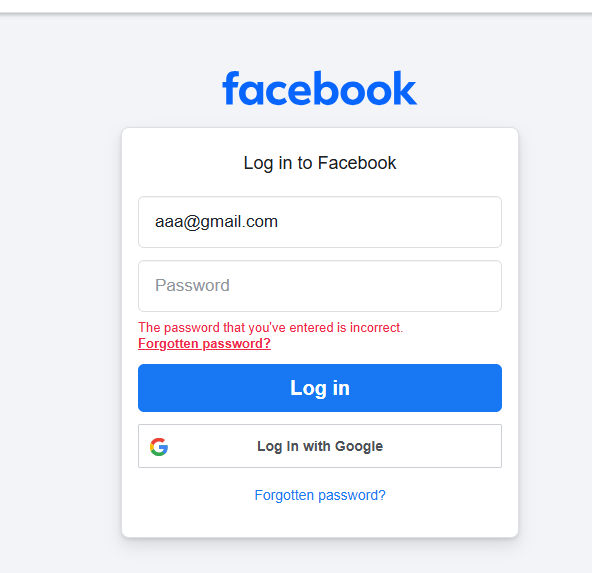 facebook
Log in to Facebook
aaa@gmail.com
Password
The password that you've entered is incorrect.
Forgotten password?
Log in
Log In with Google
Forgotten password?